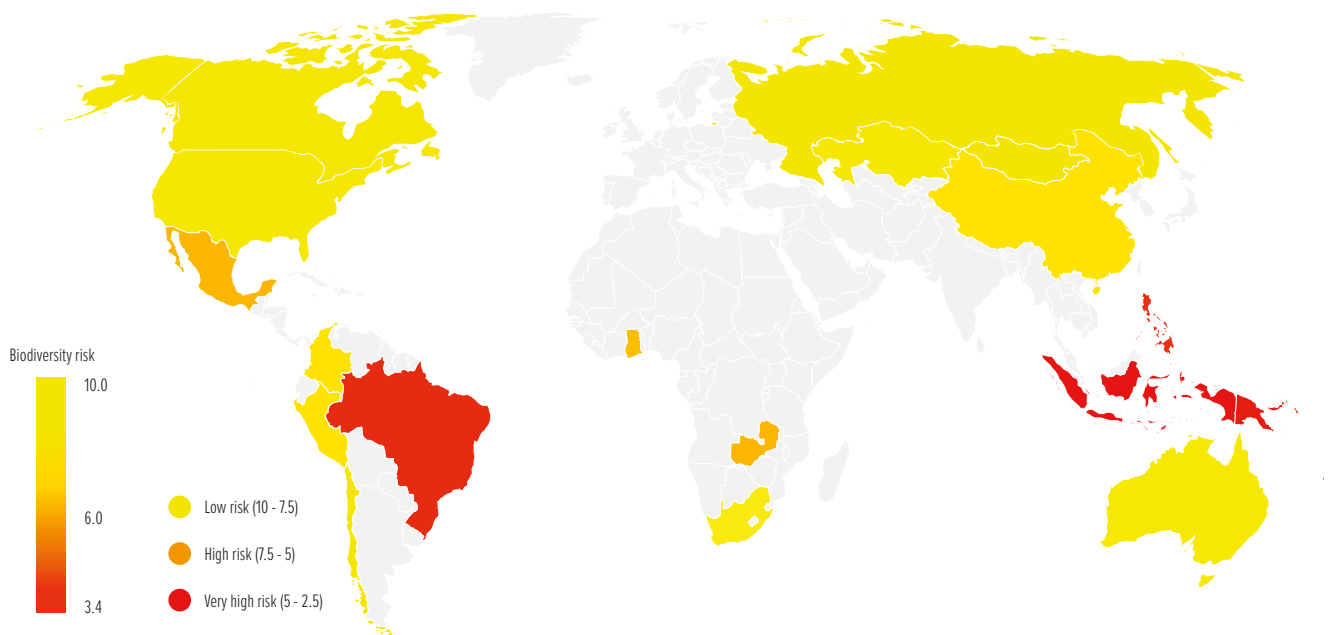 Biodiversity risk
10.0
6.0
3.4
Low risk (10 - 7.5)
High risk (7.5 - 5)
Very high risk (5 - 2.5)